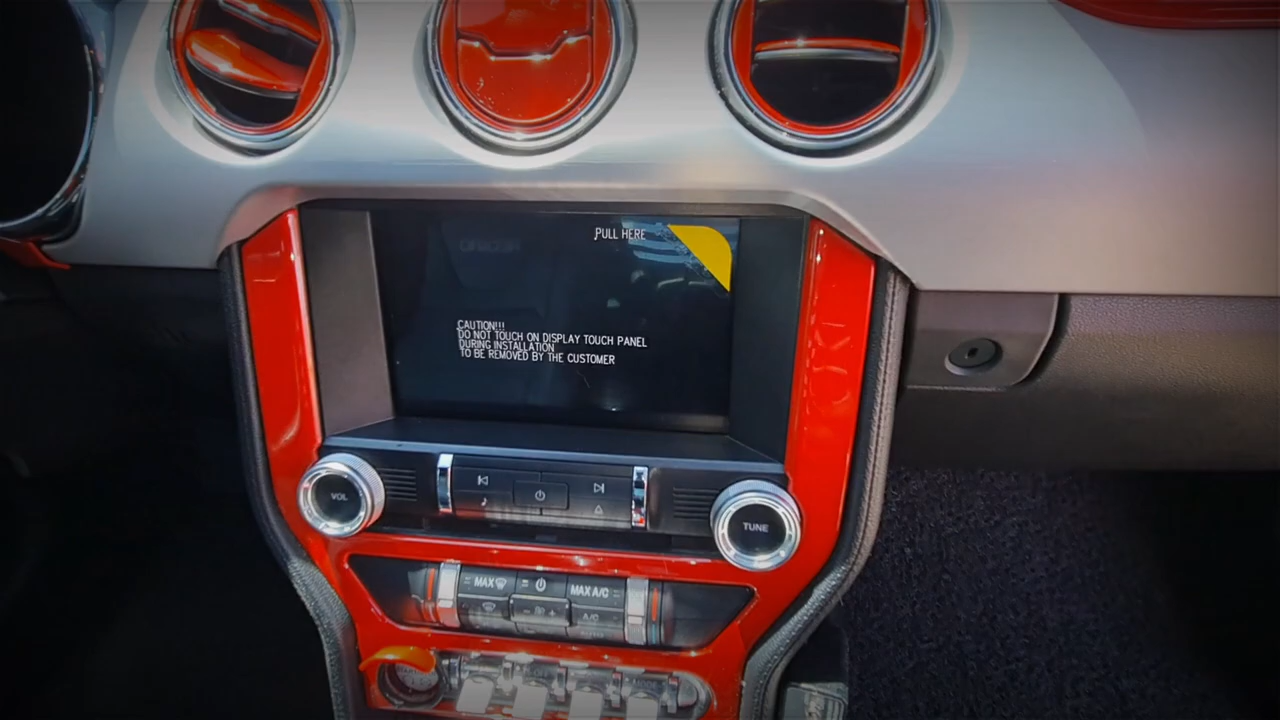 PULL HERE
CAUTION!!!
DO NOT TOUCH ON DISPLAY TOUCH PANEL
DURING INSTALLATION
TO BE REMOVED BY THE CUSTOMER
VOL
TUNE
MAX
MAX A/C
A/C